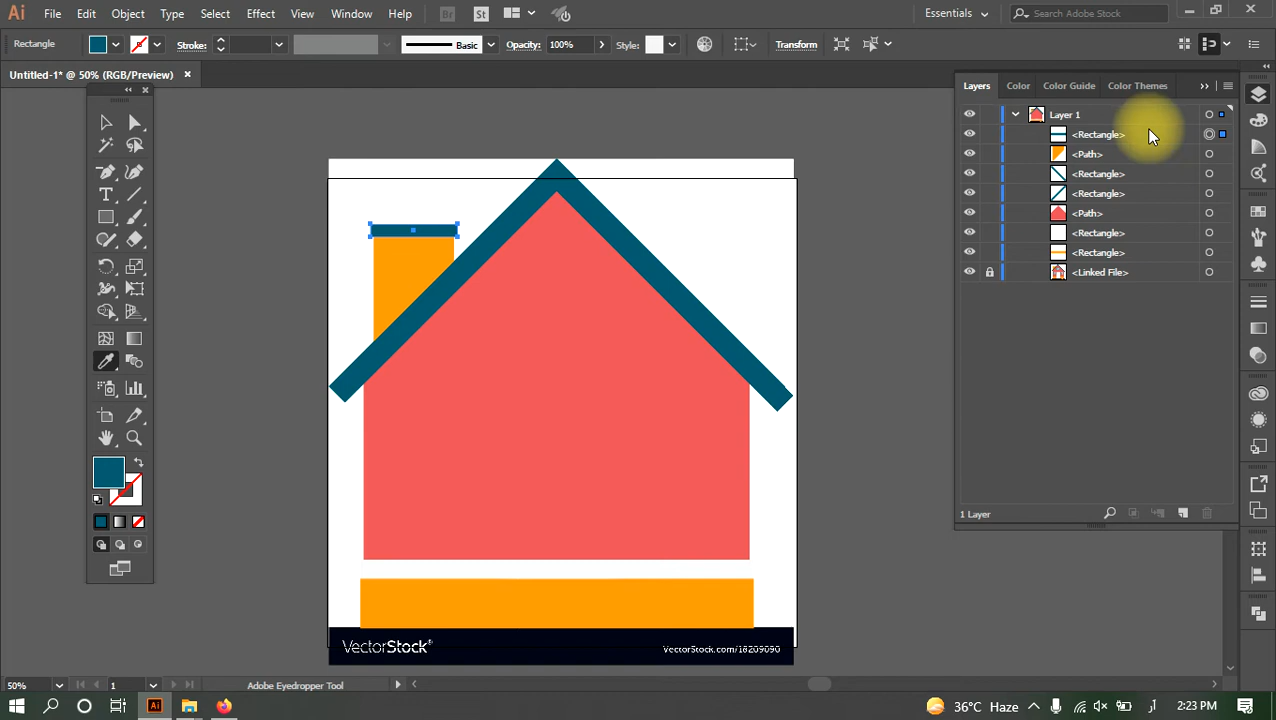 Ai File Edit Object Type Select Effect View Window Help Br St Essentials Search Adobe Stock
Rectangle Stroke: Basic Opacity: 100% Style: Transform
Untitled-1* @ 50% (RGB/Preview)
Layers Color Color Guide Color Themes
Layer 1
<Rectangle>
<Path>
<Rectangle>
<Rectangle>
<Path>
<Rectangle>
<Rectangle>
<Linked File>
1 Layer
VectorStock® VectorStock.com/18209090
50% 1 Adobe Eyedropper Tool
Ai 36°C Haze 2:23 PM